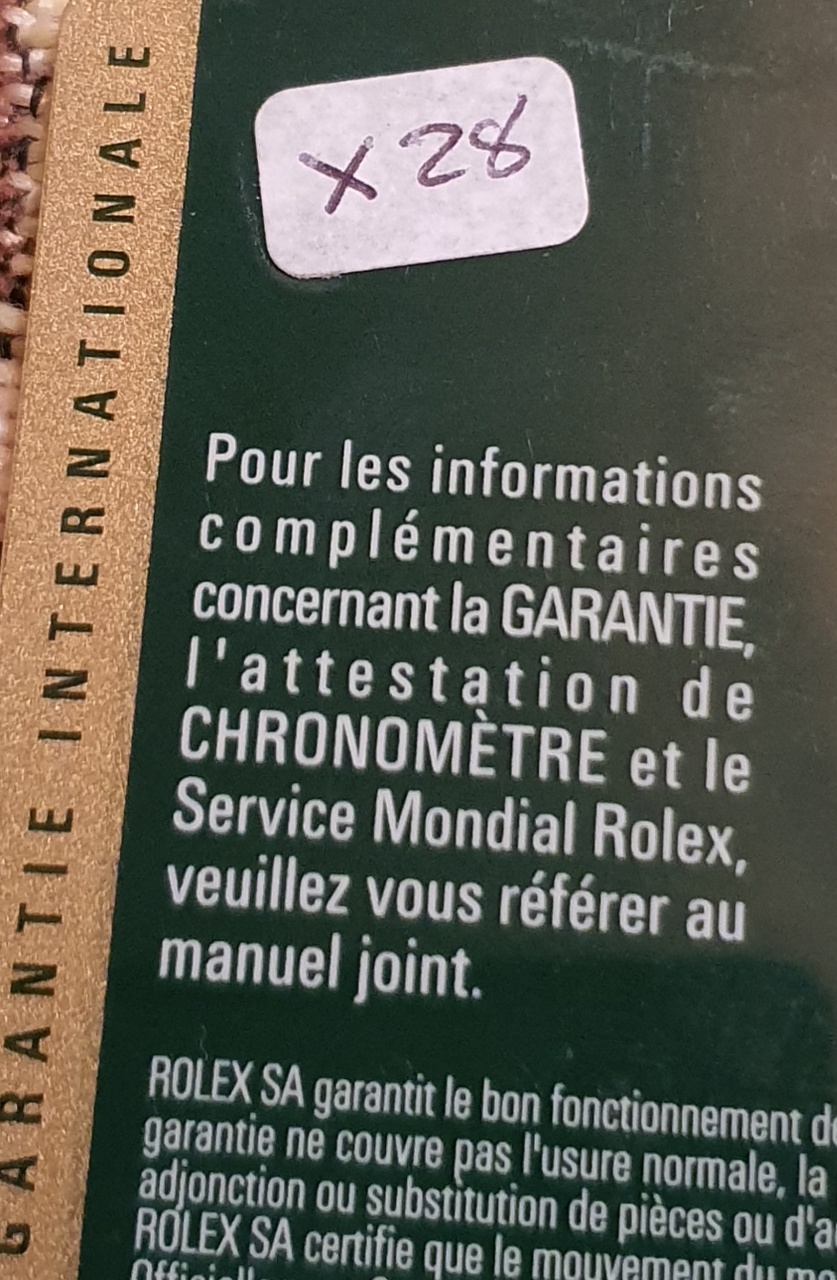 GARANTIE INTERNATIONALE
x 28
Pour les informations
complémentaires
concernant la GARANTIE,
l'attestation de
CHRONOMÈTRE et le
Service Mondial Rolex,
veuillez vous référer au
manuel joint.
ROLEX SA garantit le bon fonctionnement
garantie ne couvre pas l'usure normale, la
adjonction ou substitution de pièces ou
ROLEX SA certifie que le mouvement du